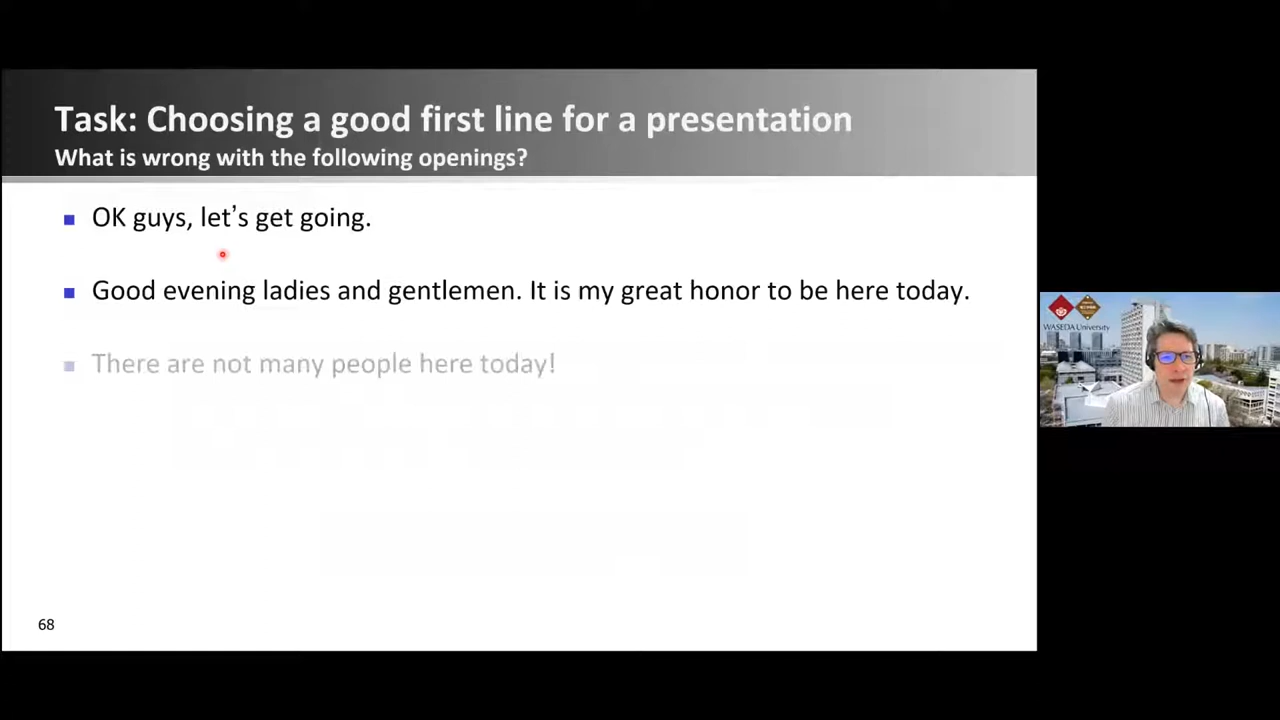 Task: Choosing a good first line for a presentation
What is wrong with the following openings?
OK guys, let’s get going.
Good evening ladies and gentlemen. It is my great honor to be here today.
There are not many people here today!
68
WASEDA University